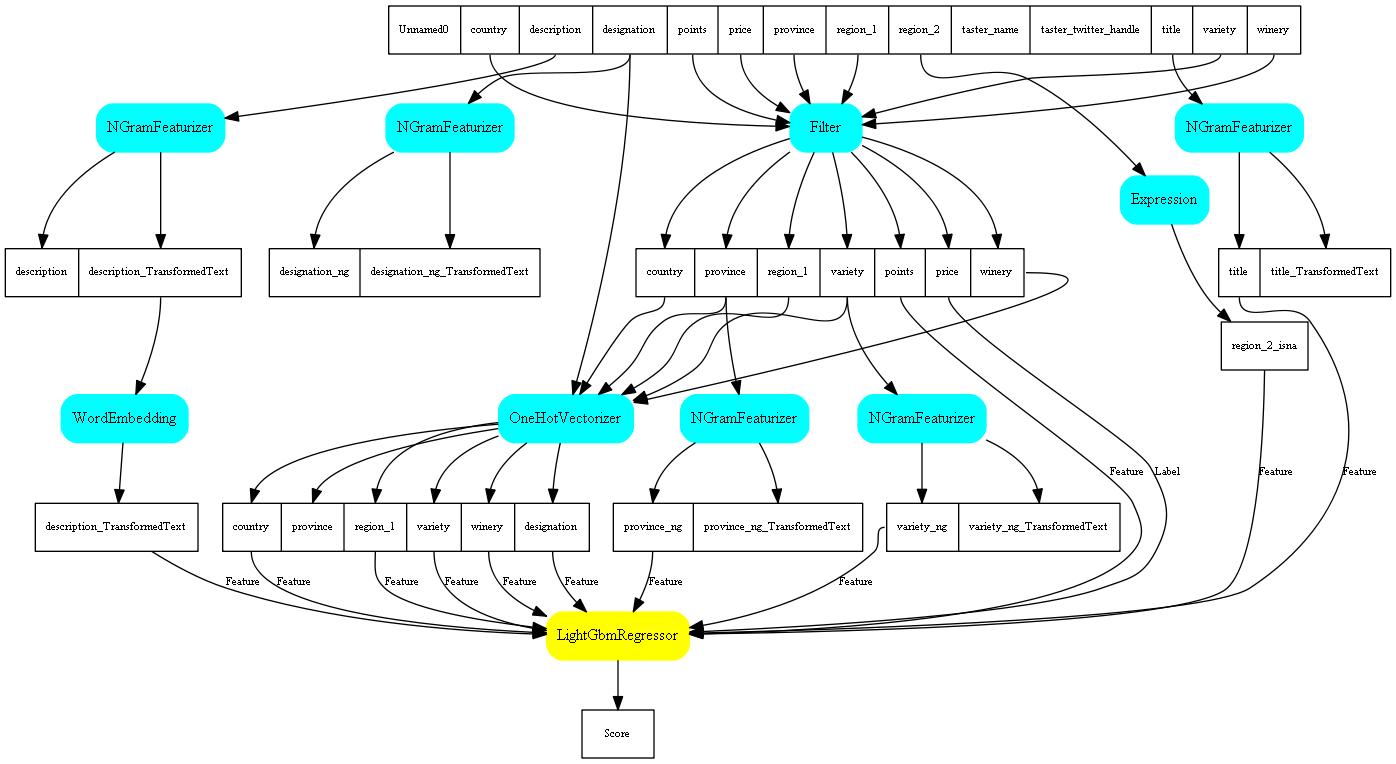 Unnamed0 country description designation points price province region_1 region_2 taster_name taster_twitter_handle title variety winery
NGramFeaturizer NGramFeaturizer Filter NGramFeaturizer
Expression
description description_TransformedText designation_ng designation_ng_TransformedText country province region_1 variety points price winery title title_TransformedText
region_2_isna
WordEmbedding OneHotVectorizer NGramFeaturizer NGramFeaturizer
Feature Label Feature Feature
description_TransformedText country province region_1 variety winery designation province_ng province_ng_TransformedText variety_ng variety_ng_TransformedText
Feature Feature Feature Feature Feature Feature Feature Feature
LightGbmRegressor
Score